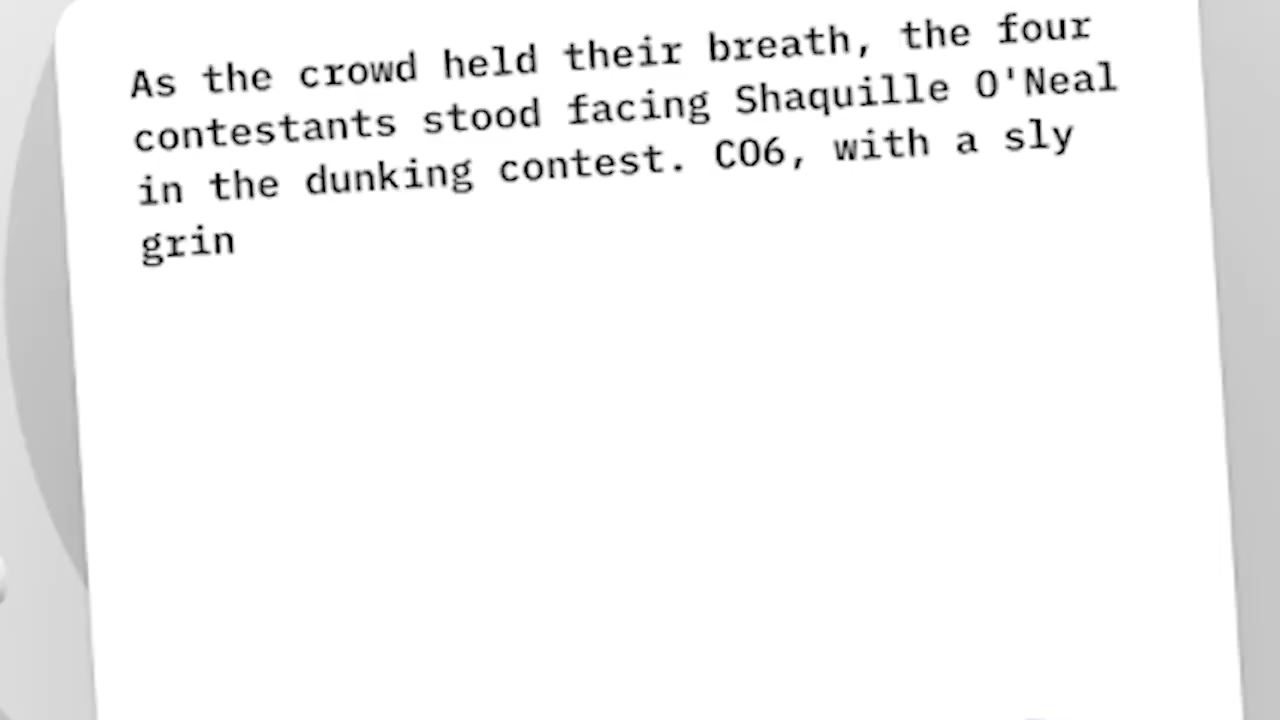 As the crowd held their breath, the four
contestants stood facing Shaquille O'Neal
in the dunking contest. CO6, with a sly
grin